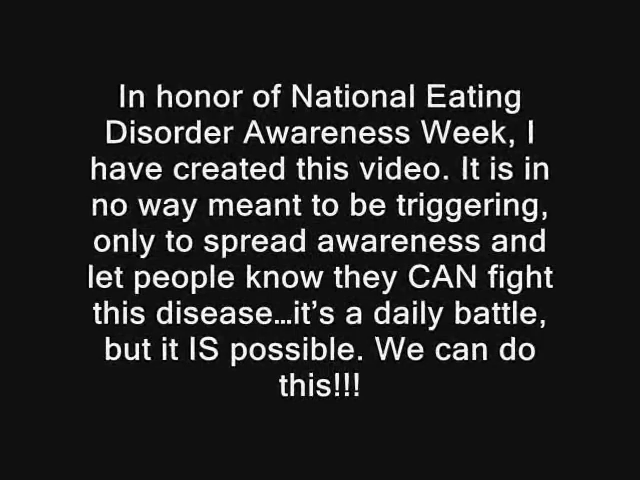 In honor of National Eating
Disorder Awareness Week, I
have created this video. It is in
no way meant to be triggering,
only to spread awareness and
let people know they CAN fight
this disease…it’s a daily battle,
but it IS possible. We can do
this!!!